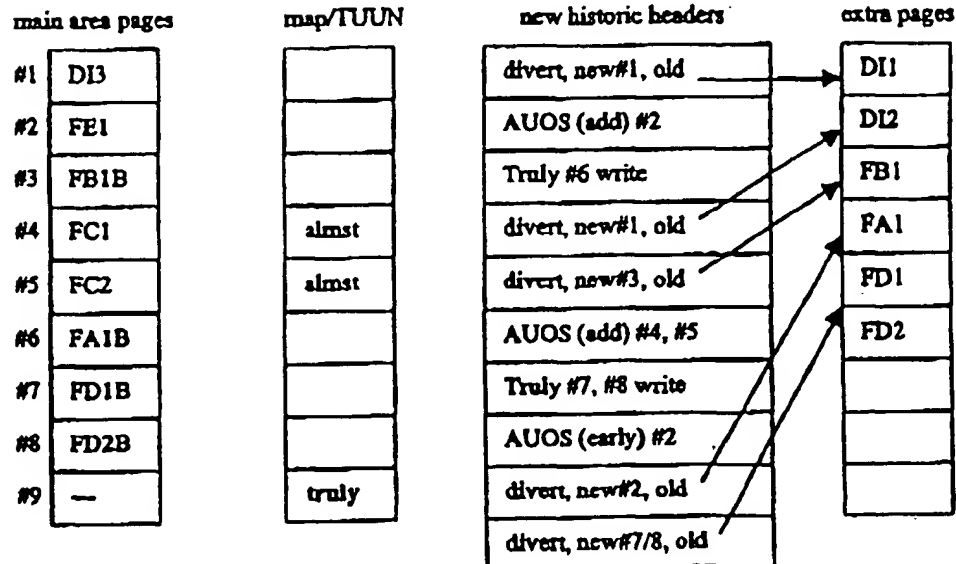 main area pages
#1 DI3
#2 FE1
#3 FB1B
#4 FC1
#5 FC2
#6 FA1B
#7 FD1B
#8 FD2B
#9 —
map/TUUN
almst
almst
truly
new historic headers
divert, new#1, old
AUOS (add) #2
Truly #6 write
divert, new#1, old
divert, new#3, old
AUOS (add) #4, #5
Truly #7, #8 write
AUOS (early) #2
divert, new#2, old
divert, new#7/8, old
extra pages
DI1
DI2
FB1
FA1
FD1
FD2